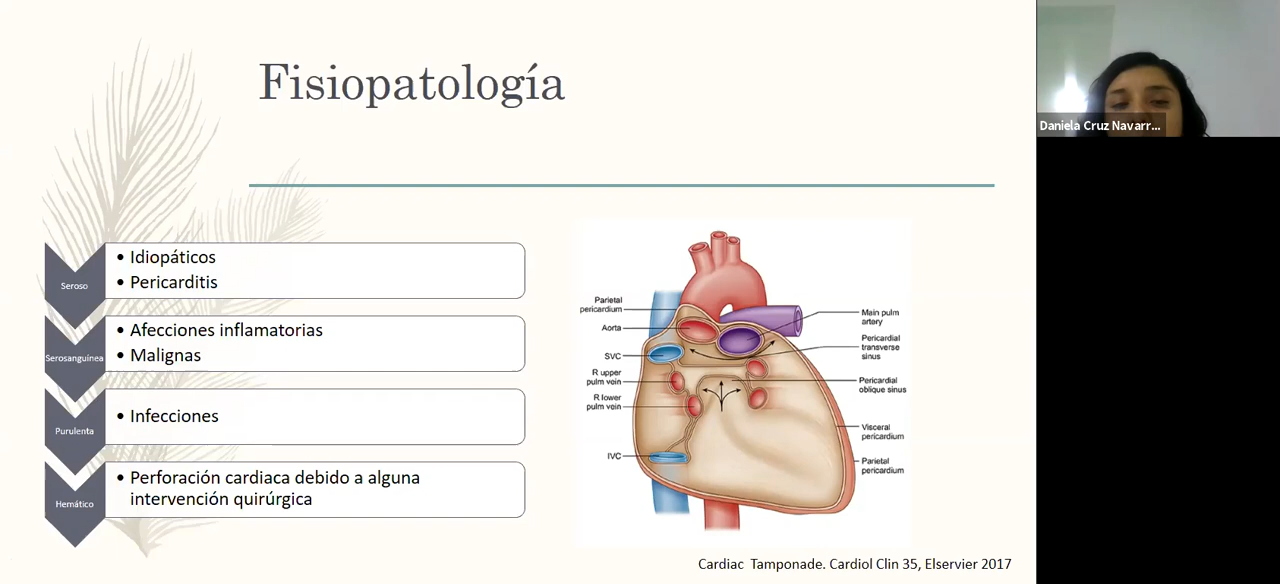 Fisiopatología
Daniela Cruz Navarr...
Seroso
• Idiopáticos
• Pericarditis
Serosanguínea
• Afecciones inflamatorias
• Malignas
Purulenta
• Infecciones
Hemático
• Perforación cardiaca debido a alguna
intervención quirúrgica
Parietal
pericardium
Aorta
SVC
R upper
pulm vein
R lower
pulm vein
IVC
Main pulm
artery
Pericardial
transverse
sinus
Pericardial
oblique sinus
Visceral
pericardium
Parietal
pericardium
Cardiac Tamponade. Cardiol Clin 35, Elservier 2017